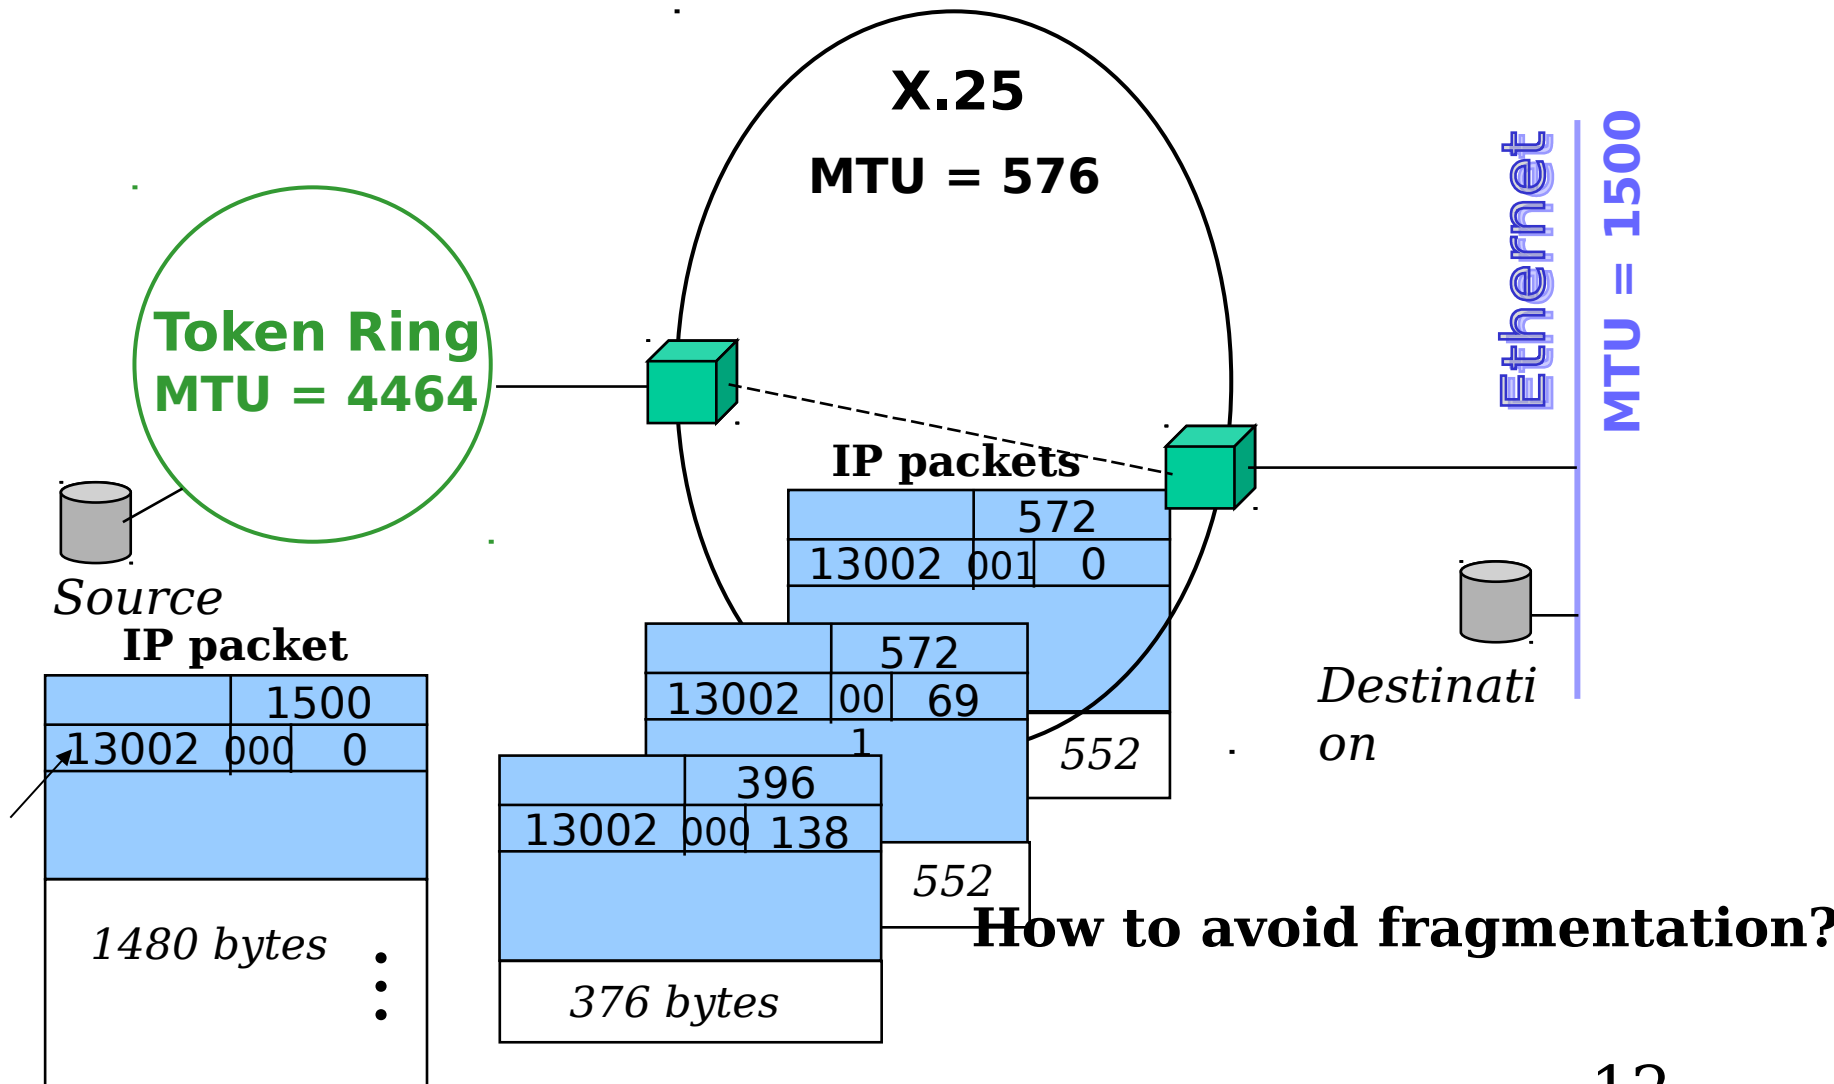 X.25
MTU = 576
Ethernet
MTU = 1500
Token Ring
MTU = 4464
IP packets
572
13002 001 0
552
Source
IP packet
1500
13002 000 0
1480 bytes
572
13002 00 69
1
552
396
13002 000 138
376 bytes
Destinati
on
How to avoid fragmentation?
12